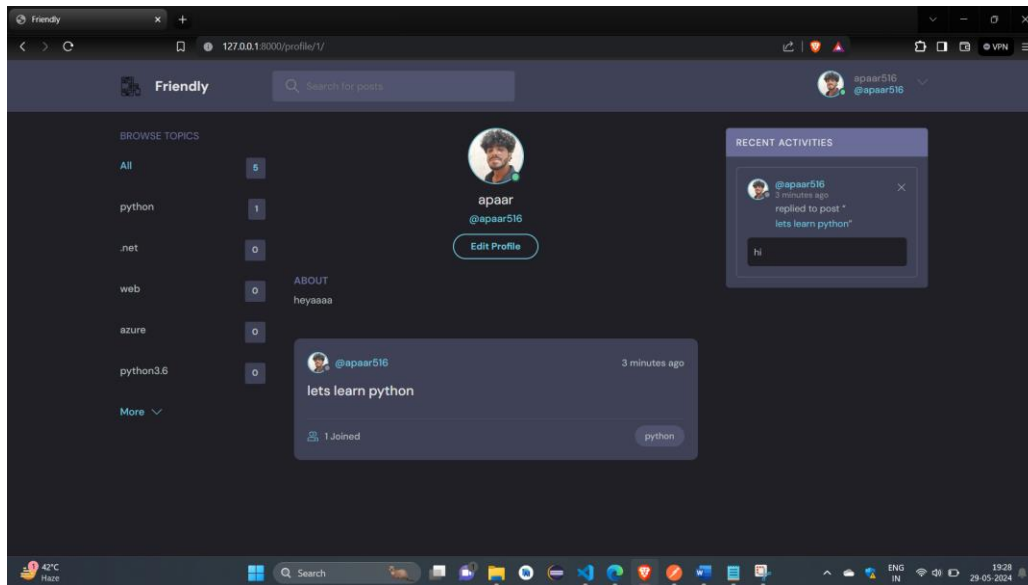 Friendly
127.0.0.1:8000/profile/1/
VPN
Friendly
Search for posts
apaar516
@apaar516
BROWSE TOPICS
All 5
python 1
.net 0
web 0
azure 0
python3.6 0
More
apaar
@apaar516
Edit Profile
ABOUT
heyaaaa
@apaar516 3 minutes ago
lets learn python
1 Joined python
RECENT ACTIVITIES
@apaar516
3 minutes ago
replied to post "
lets learn python"
hi
1
42°C
Haze
Search
ENG
IN
19:28
29-05-2024